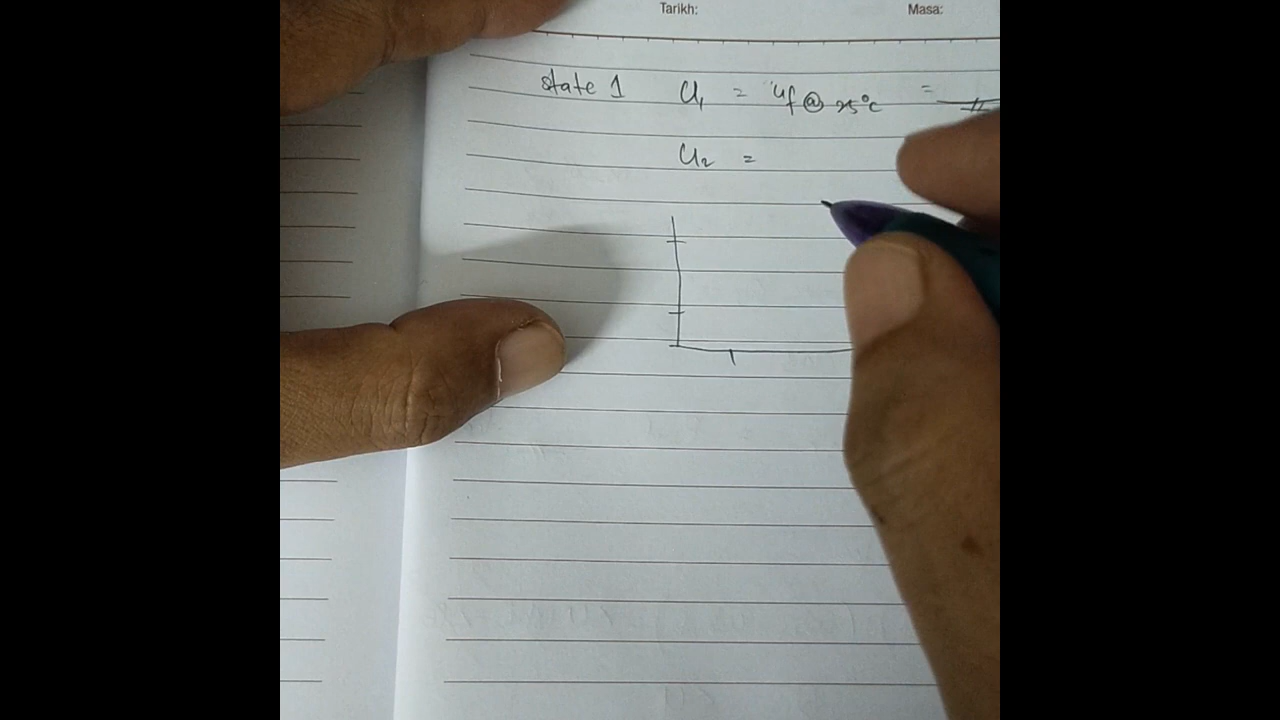 Tarikh: Masa:
state 1 U₁ = uf @ 25°c =
U₂ =